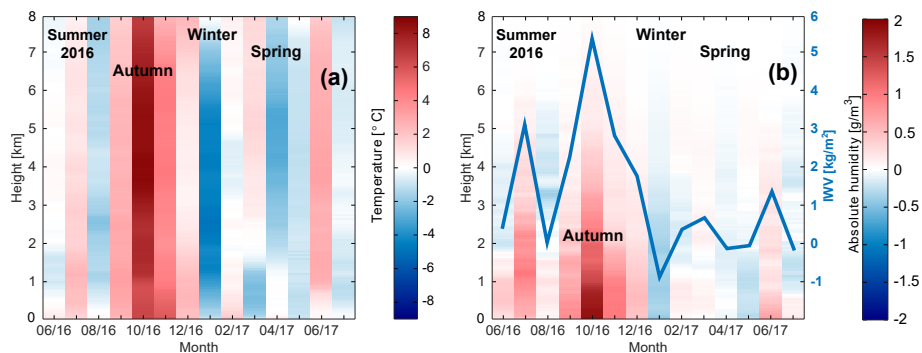 Summer
2016
Autumn
Winter
Spring
(a)
8
7
6
5
4
3
2
1
0
Height [km]
06/16 08/16 10/16 12/16 02/17 04/17 06/17
Month
8
6
4
2
0
-2
-4
-6
-8
Temperature [° C]
Summer
2016
Autumn
Winter
Spring
(b)
8
7
6
5
4
3
2
1
0
Height [km]
06/16 08/16 10/16 12/16 02/17 04/17 06/17
Month
6
5
4
3
2
1
0
-1
IWV [kg/m²]
2
1.5
1
0.5
0
-0.5
-1
-1.5
-2
Absolute humidity [g/m³]